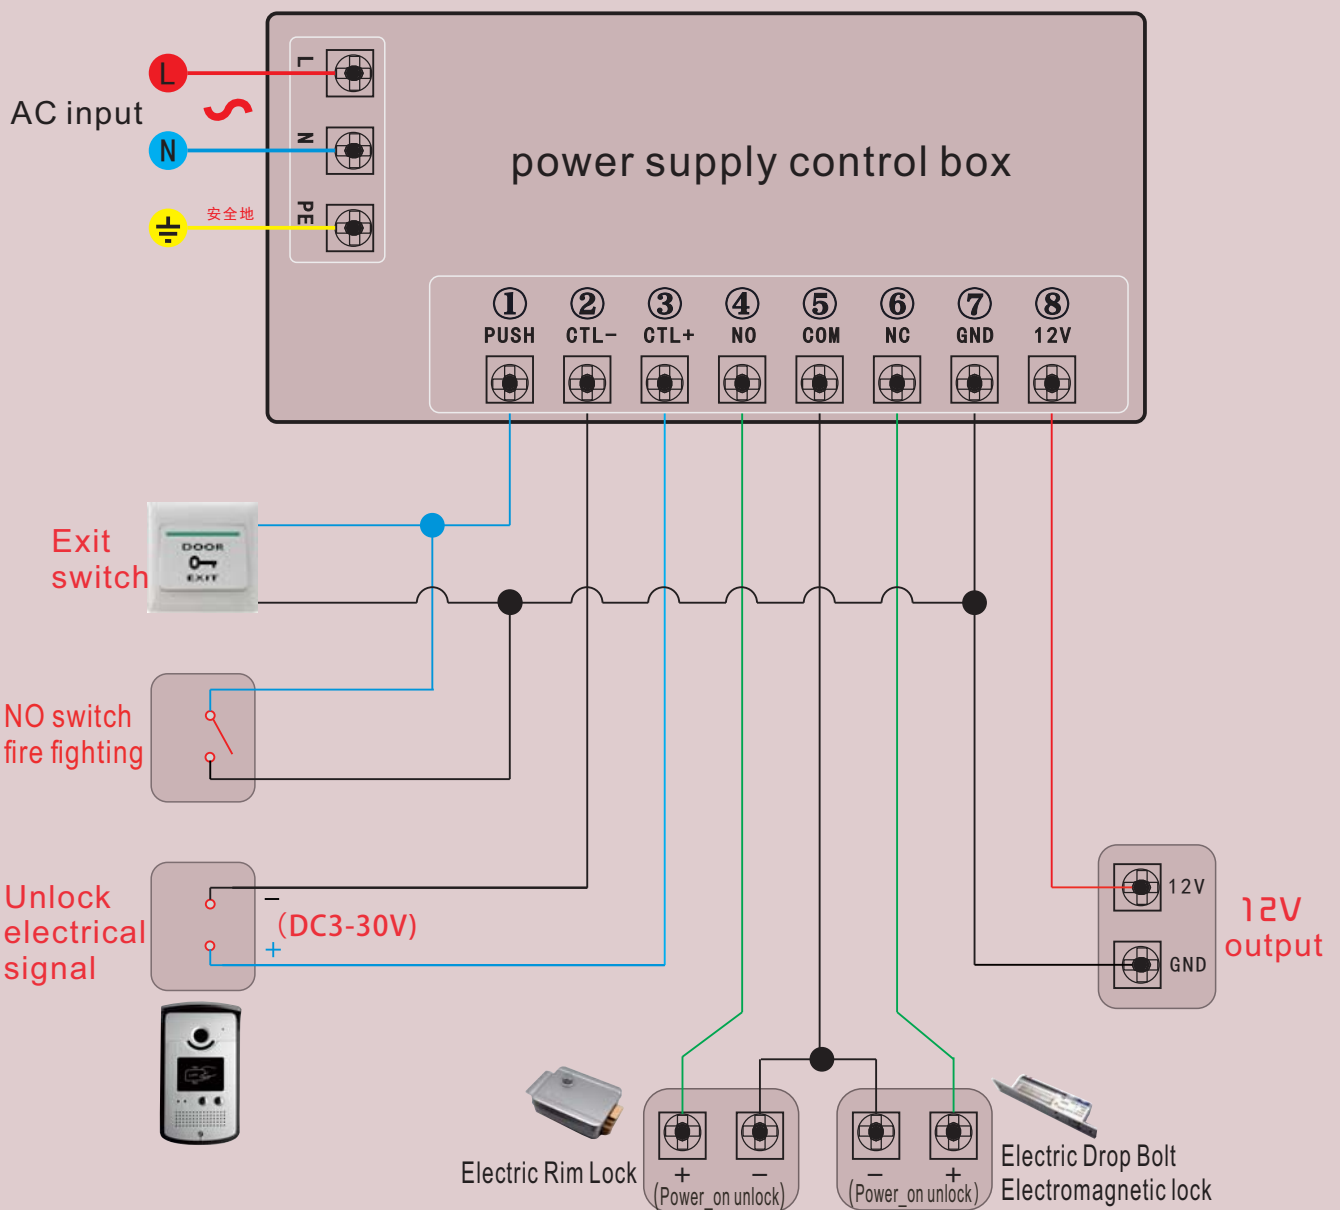 AC input
L
N
安全地
L
N
PE
power supply control box
① ② ③ ④ ⑤ ⑥ ⑦ ⑧
PUSH CTL- CTL+ NO COM NC GND 12V
Exit
switch
DOOR
EXIT
NO switch
fire fighting
Unlock
electrical
signal
−
(DC3-30V)
+
12V
GND
12V
output
Electric Rim Lock
+ −
(Power_on unlock)
− +
(Power_on unlock)
Electric Drop Bolt
Electromagnetic lock